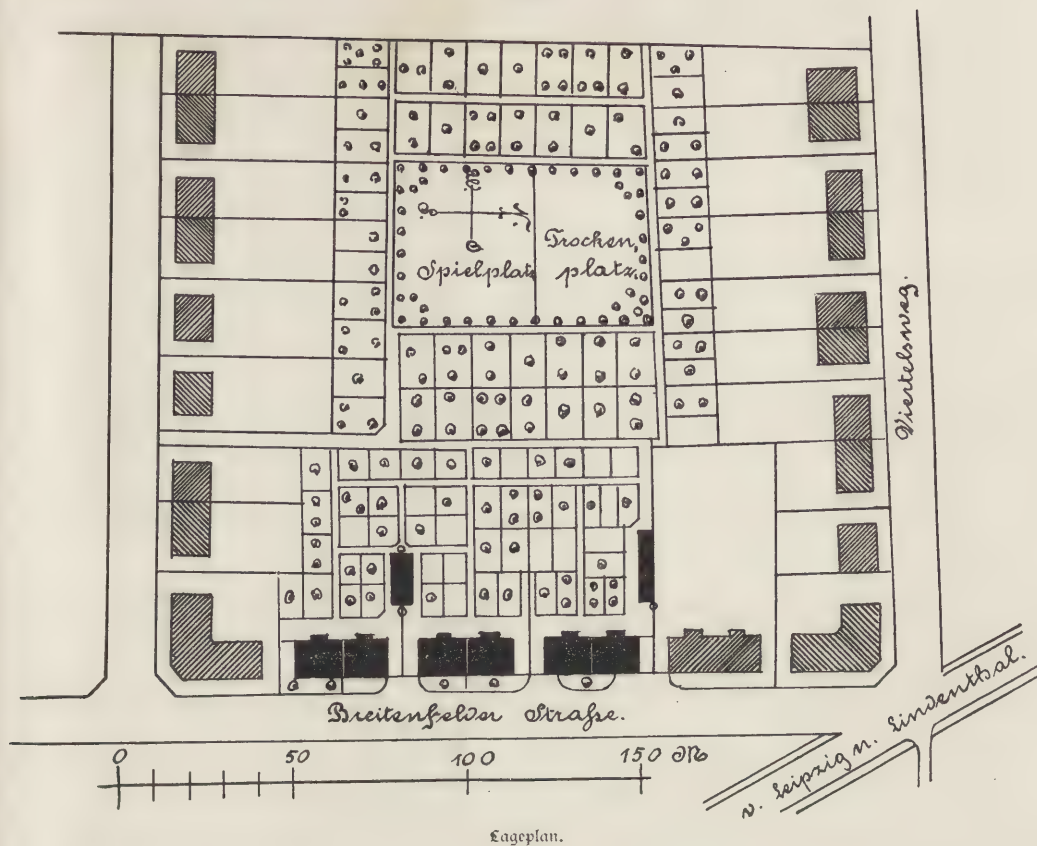 W.
N.
S.
O
Trocken,
Spielplatz
platz.
Viertelsweg.
Breitenfelder Straße.
v. Leipzig n. Lindenthal.
0 50 100 150 M
Lageplan.